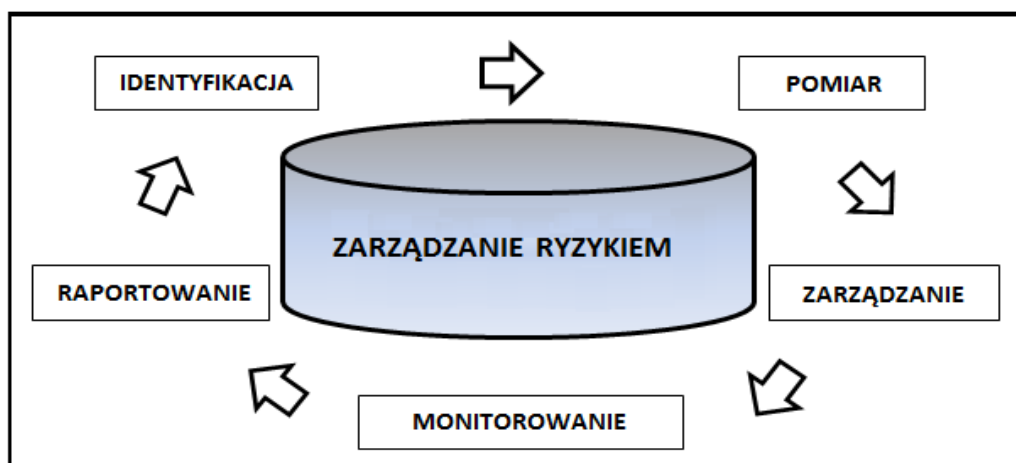 IDENTYFIKACJA
POMIAR
ZARZĄDZANIE RYZYKIEM
RAPORTOWANIE
ZARZĄDZANIE
MONITOROWANIE